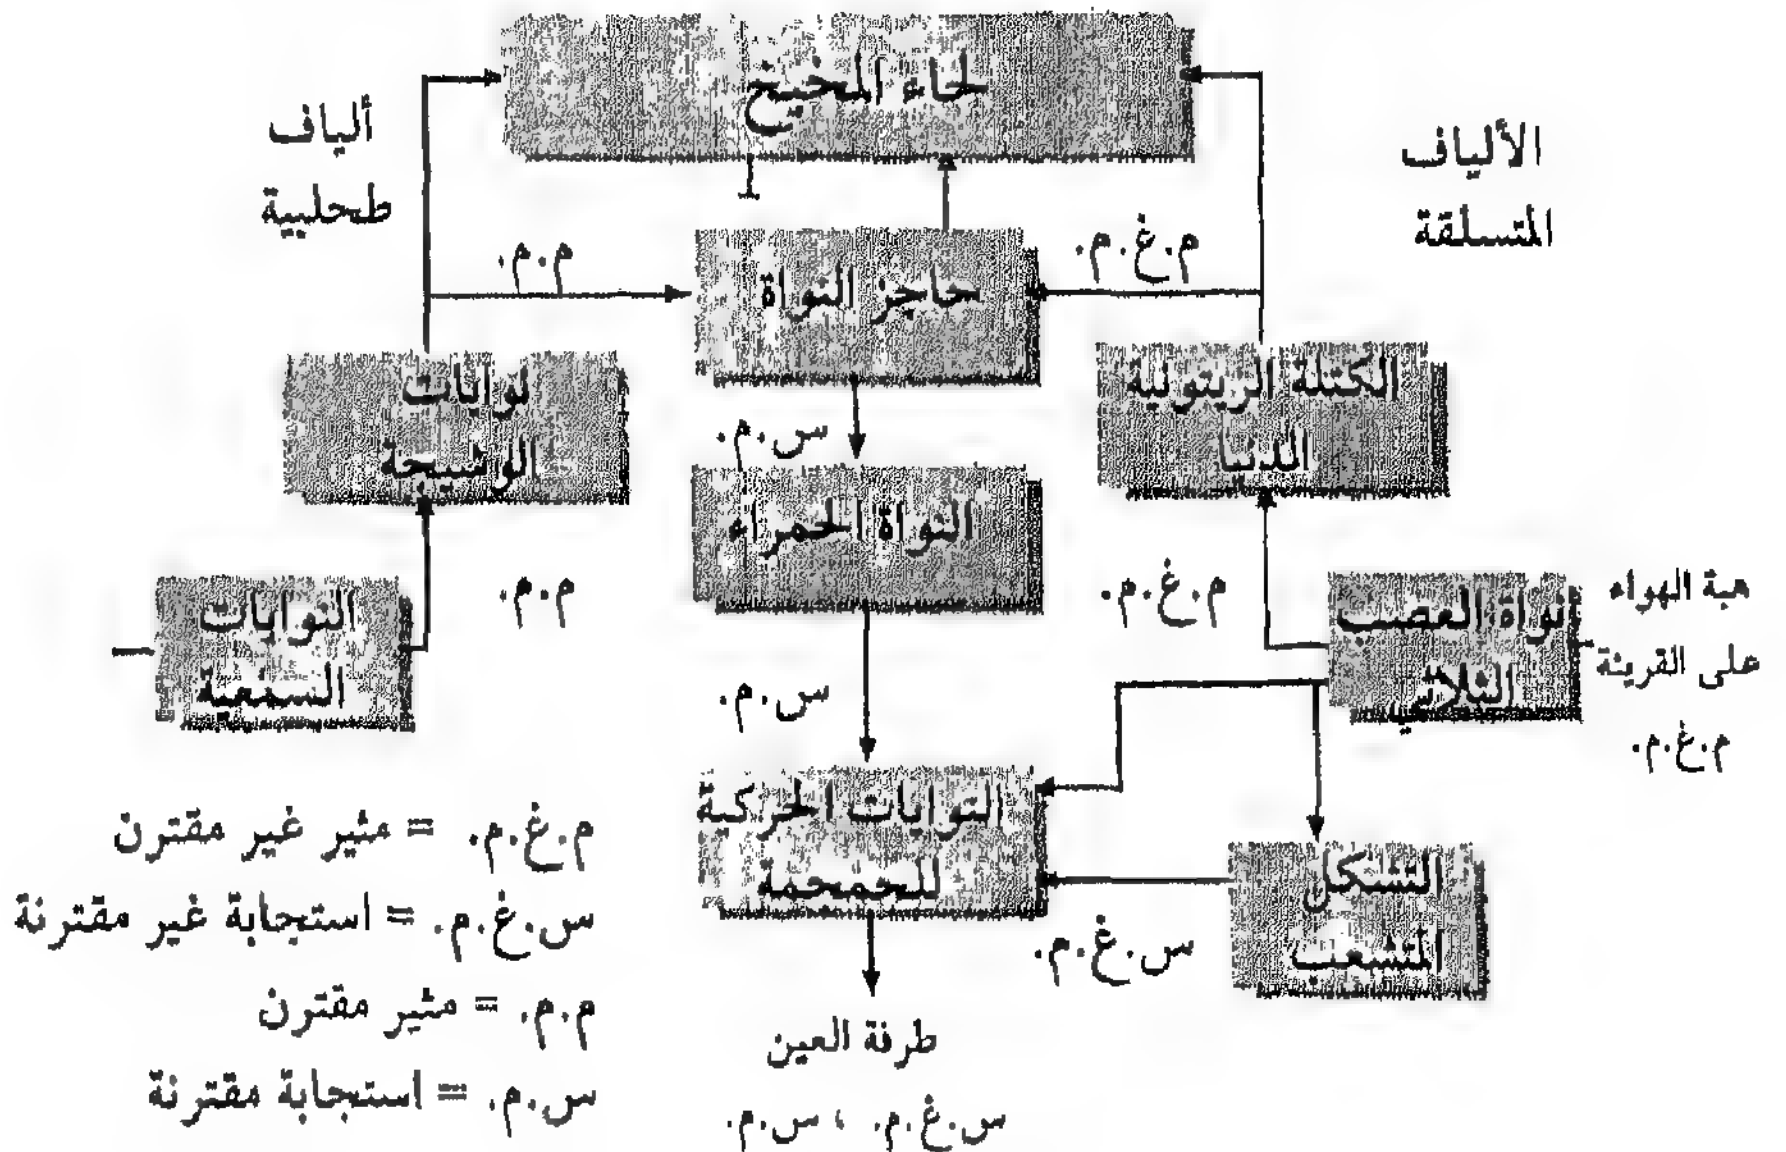 لحاء المخيخ
الألياف
المتسلقة
ألياف
طحلبية
م.غ.م.
م.م.
حاجز النواة
الكتلة الزيتونية
الدنيا
نوايات
الوشيجة
س.م.
النواة الحمراء
هبة الهواء
على القرينة
م.غ.م.
نواة العصب
الثلاثي
م.غ.م.
م.م.
النوايات
السمعية
س.م.
النوايات الحركية
للجمجمة
التشكل
المتشعب
س.غ.م.
طرفة العين
س.غ.م. ، س.م.
م.غ.م. = مثير غير مقترن
س.غ.م. = استجابة غير مقترنة
م.م. = مثير مقترن
س.م. = استجابة مقترنة